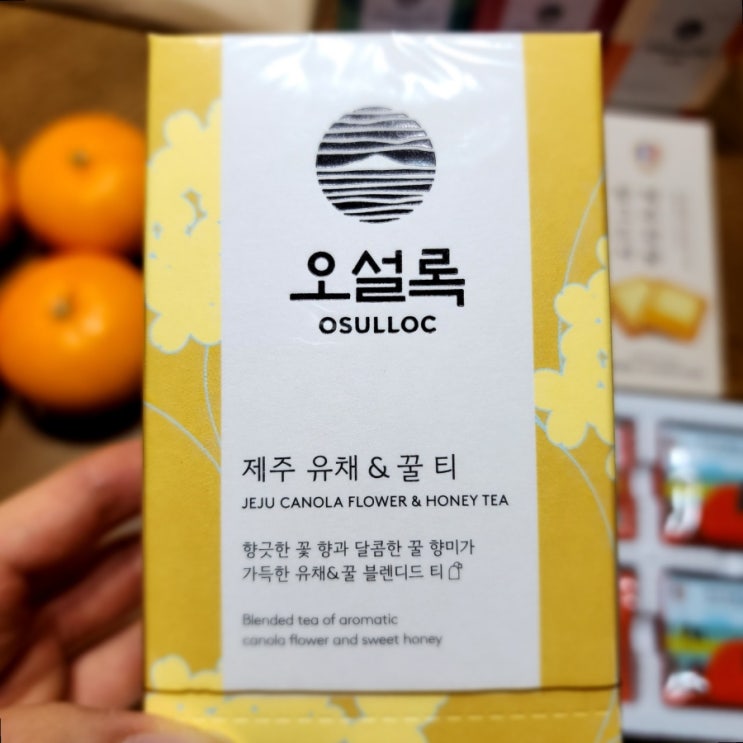 오설록
OSULLOC
제주 유채 & 꿀 티
JEJU CANOLA FLOWER & HONEY TEA
향긋한 꽃 향과 달콤한 꿀 향미가
가득한 유채&꿀 블렌디드 티
Blended tea of aromatic
canola flower and sweet honey